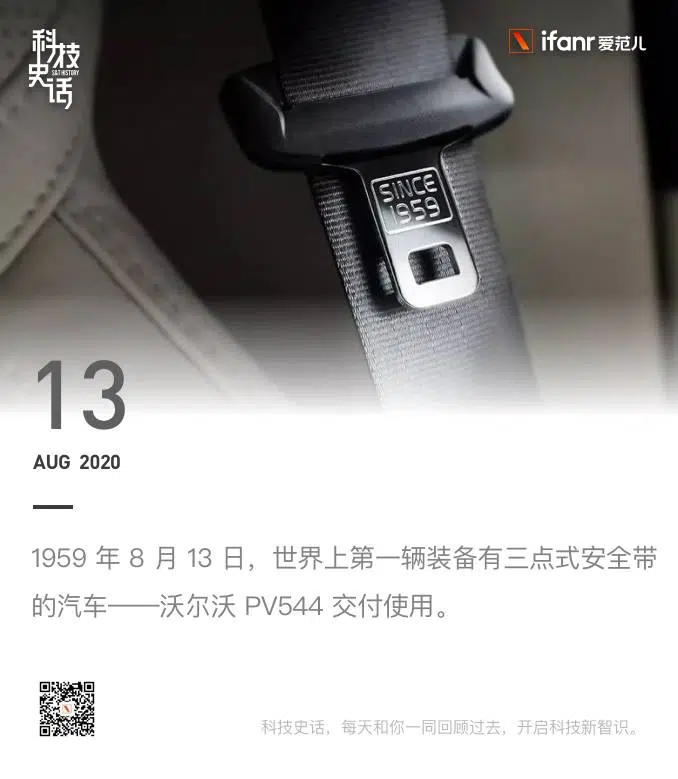 科技史话
S&T HISTORY
ifanr 爱范儿
SINCE
1959
13
AUG 2020
1959 年 8 月 13 日，世界上第一辆装备有三点式安全带
的汽车——沃尔沃 PV544 交付使用。
科技史话，每天和你一同回顾过去，开启科技新智识。